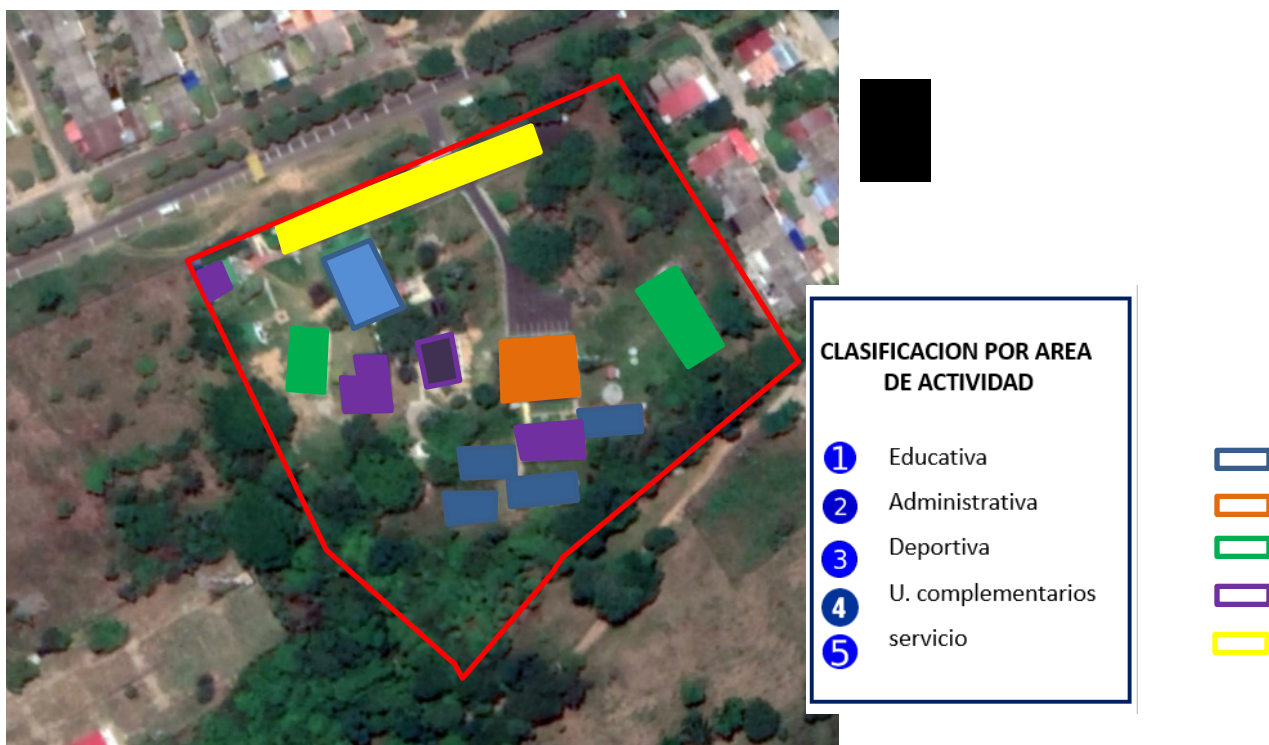 CLASIFICACION POR AREA
DE ACTIVIDAD
1 Educativa
2 Administrativa
3 Deportiva
4 U. complementarios
5 servicio